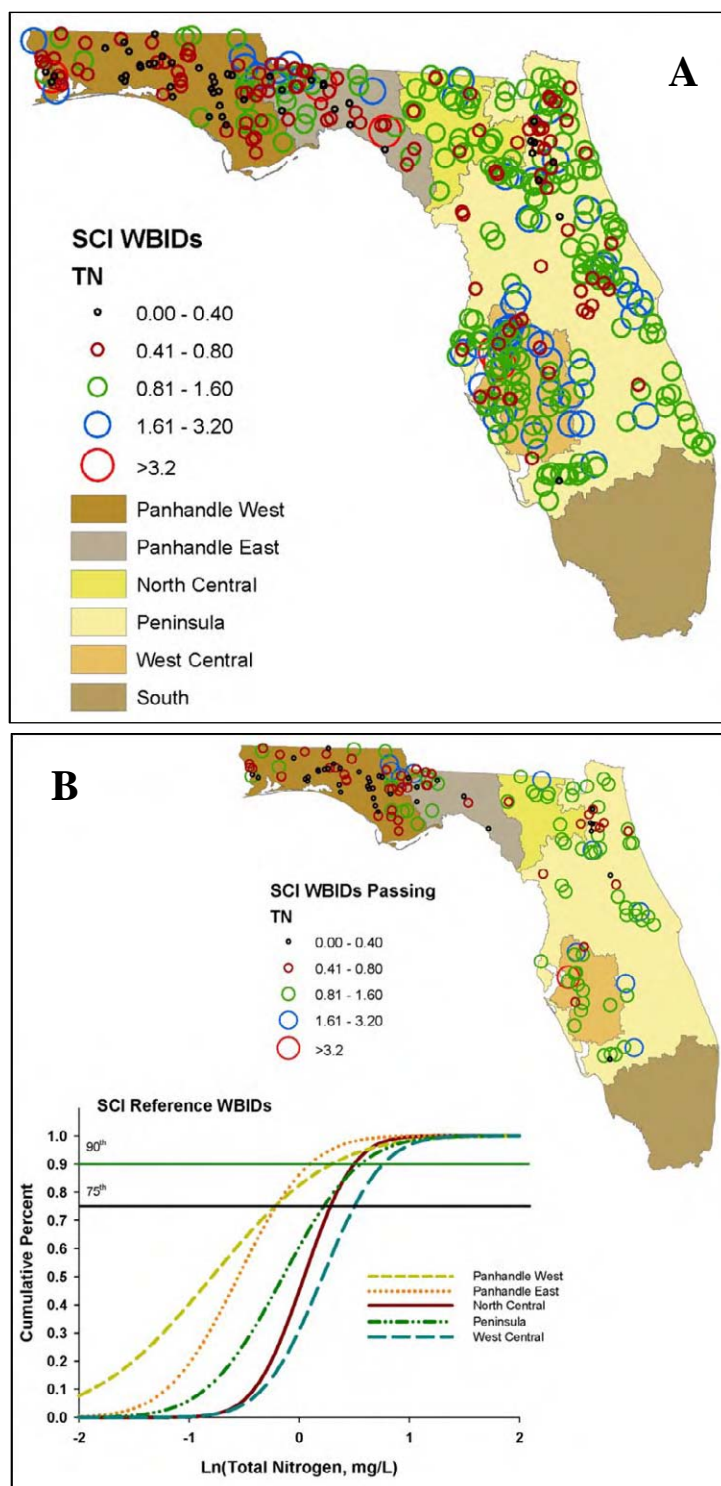 A
SCI WBIDs
TN
0.00 - 0.40
0.41 - 0.80
0.81 - 1.60
1.61 - 3.20
>3.2
Panhandle West
Panhandle East
North Central
Peninsula
West Central
South
B
SCI WBIDs Passing
TN
0.00 - 0.40
0.41 - 0.80
0.81 - 1.60
1.61 - 3.20
>3.2
SCI Reference WBIDs
1.0
90th
0.9
0.8
75th
0.7
0.6
0.5
0.4
0.3
0.2
0.1
0.0
Cumulative Percent
Panhandle West
Panhandle East
North Central
Peninsula
West Central
-2 -1 0 1 2
Ln(Total Nitrogen, mg/L)